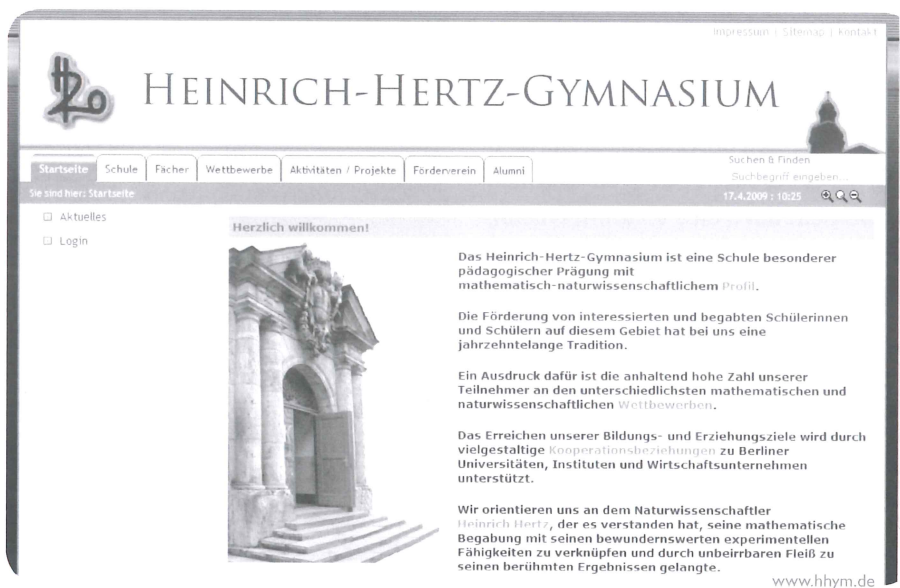 Impressum | Sitemap | Kontakt
HEINRICH-HERTZ-GYMNASIUM
Startseite Schule Fächer Wettbewerbe Aktivitäten / Projekte Förderverein Alumni
Suchen & Finden
Suchbegriff eingeben...
Sie sind hier: Startseite
17.4.2009 : 10:25
Aktuelles
Login
Herzlich willkommen!
Das Heinrich-Hertz-Gymnasium ist eine Schule besonderer
pädagogischer Prägung mit
mathematisch-naturwissenschaftlichem Profil.
Die Förderung von interessierten und begabten Schülerinnen
und Schülern auf diesem Gebiet hat bei uns eine
jahrzehntelange Tradition.
Ein Ausdruck dafür ist die anhaltend hohe Zahl unserer
Teilnehmer an den unterschiedlichsten mathematischen und
naturwissenschaftlichen Wettbewerben.
Das Erreichen unserer Bildungs- und Erziehungsziele wird durch
vielgestaltige Kooperationsbeziehungen zu Berliner
Universitäten, Instituten und Wirtschaftsunternehmen
unterstützt.
Wir orientieren uns an dem Naturwissenschaftler
Heinrich Hertz, der es verstanden hat, seine mathematische
Begabung mit seinen bewundernswerten experimentellen
Fähigkeiten zu verknüpfen und durch unbeirrbaren Fleiß zu
seinen berühmten Ergebnissen gelangte.
www.hhym.de